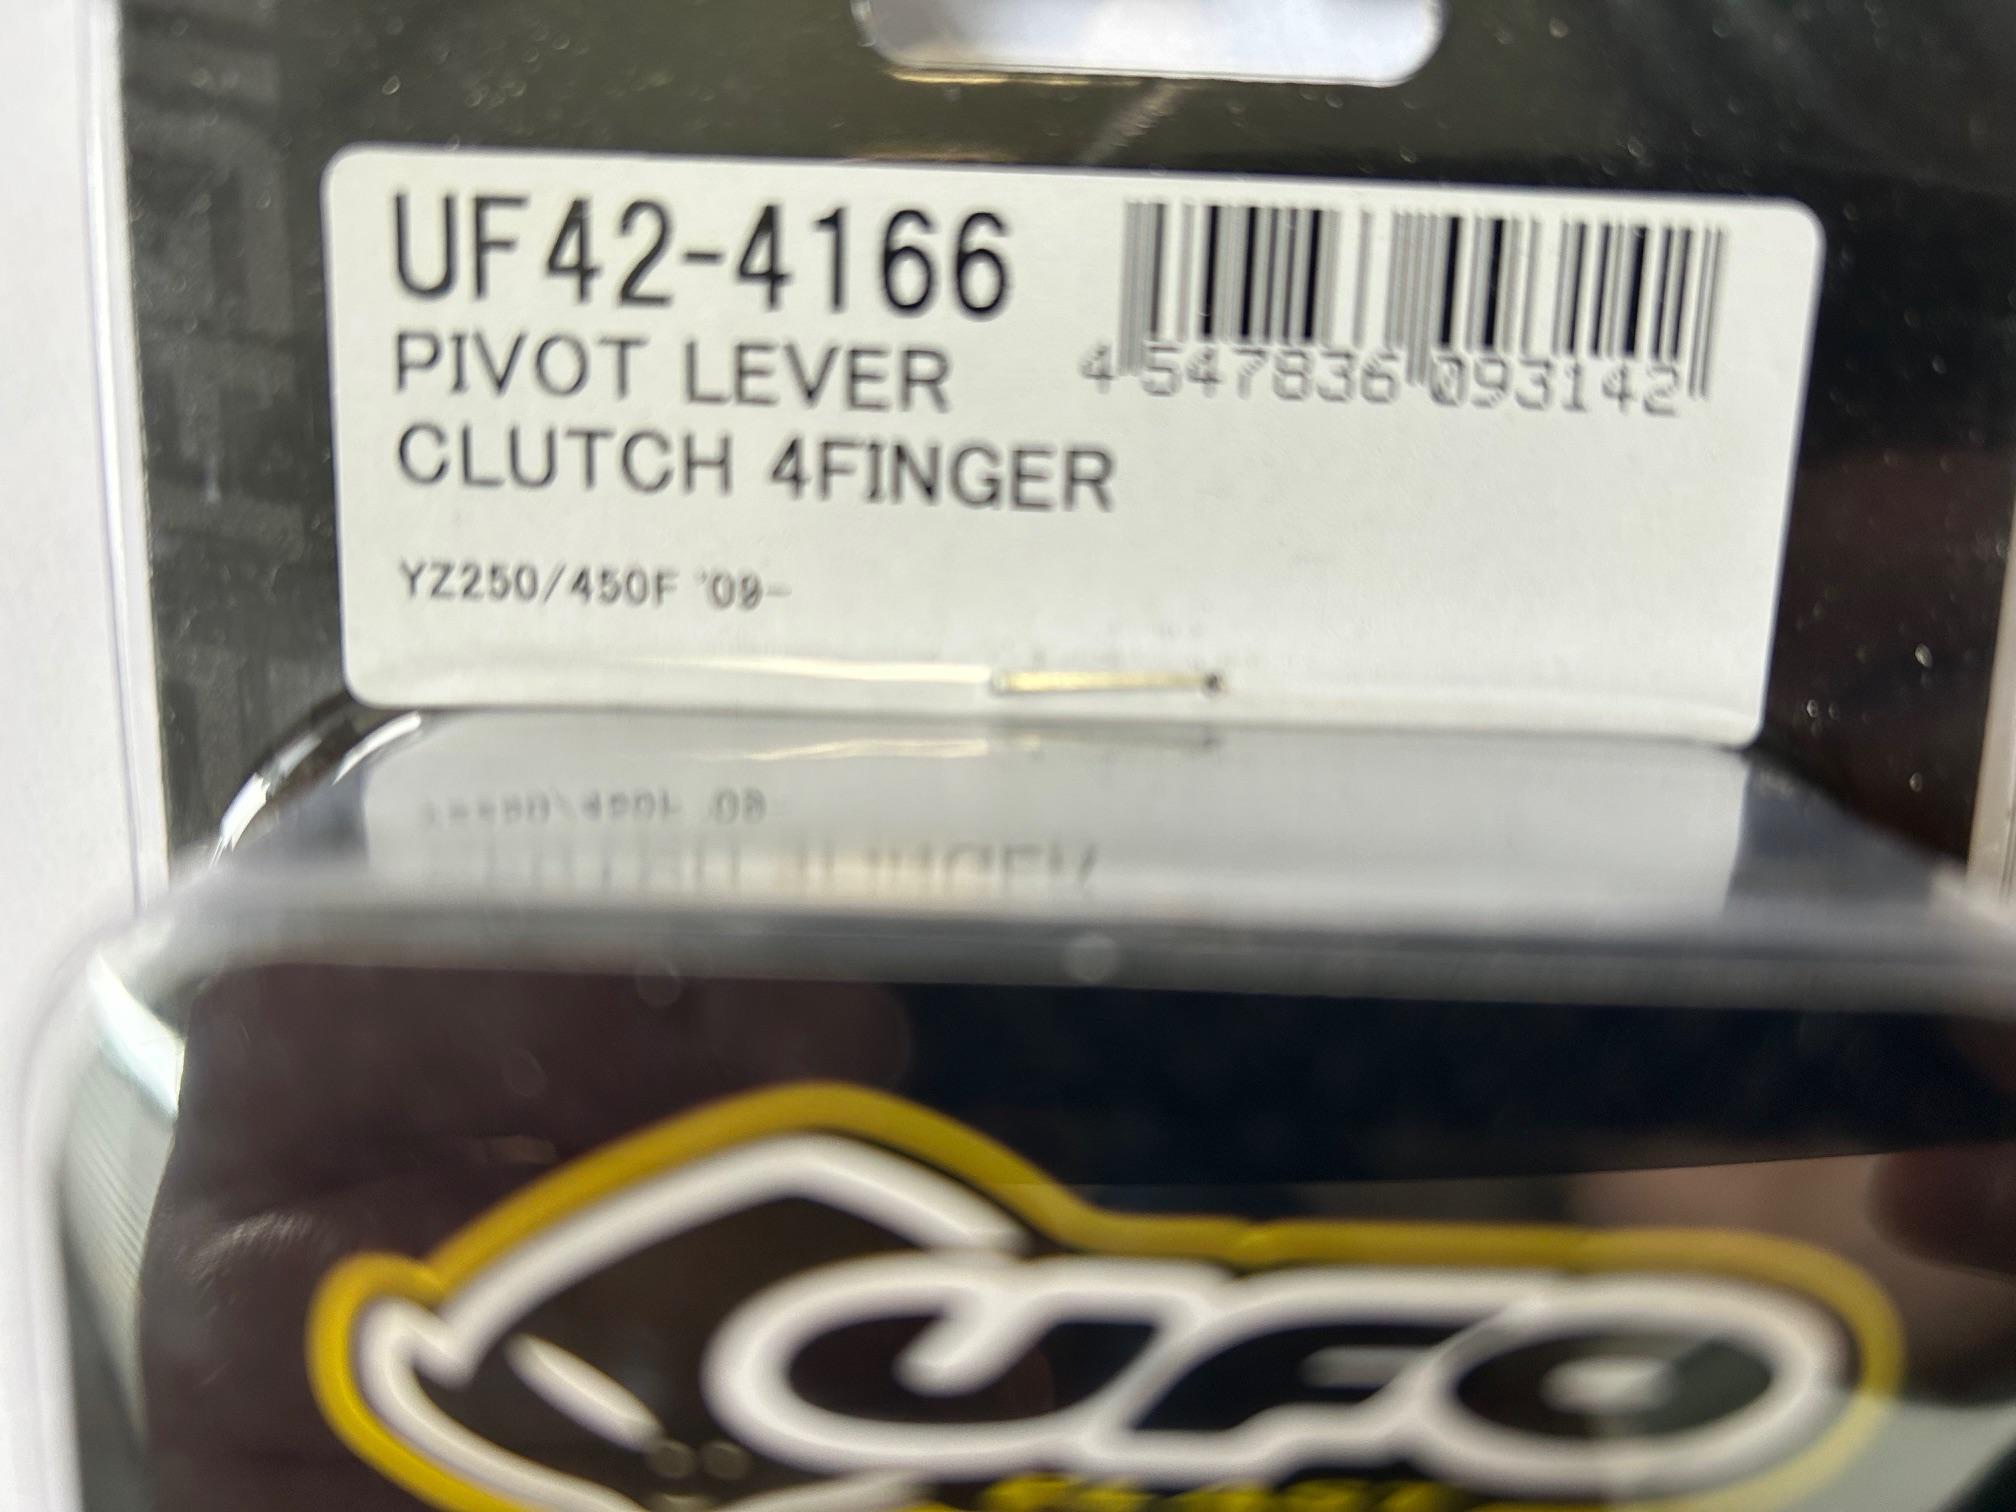 UF42-4166
PIVOT LEVER
CLUTCH 4FINGER
4 547836 093142
YZ250/450F '09-
UFO